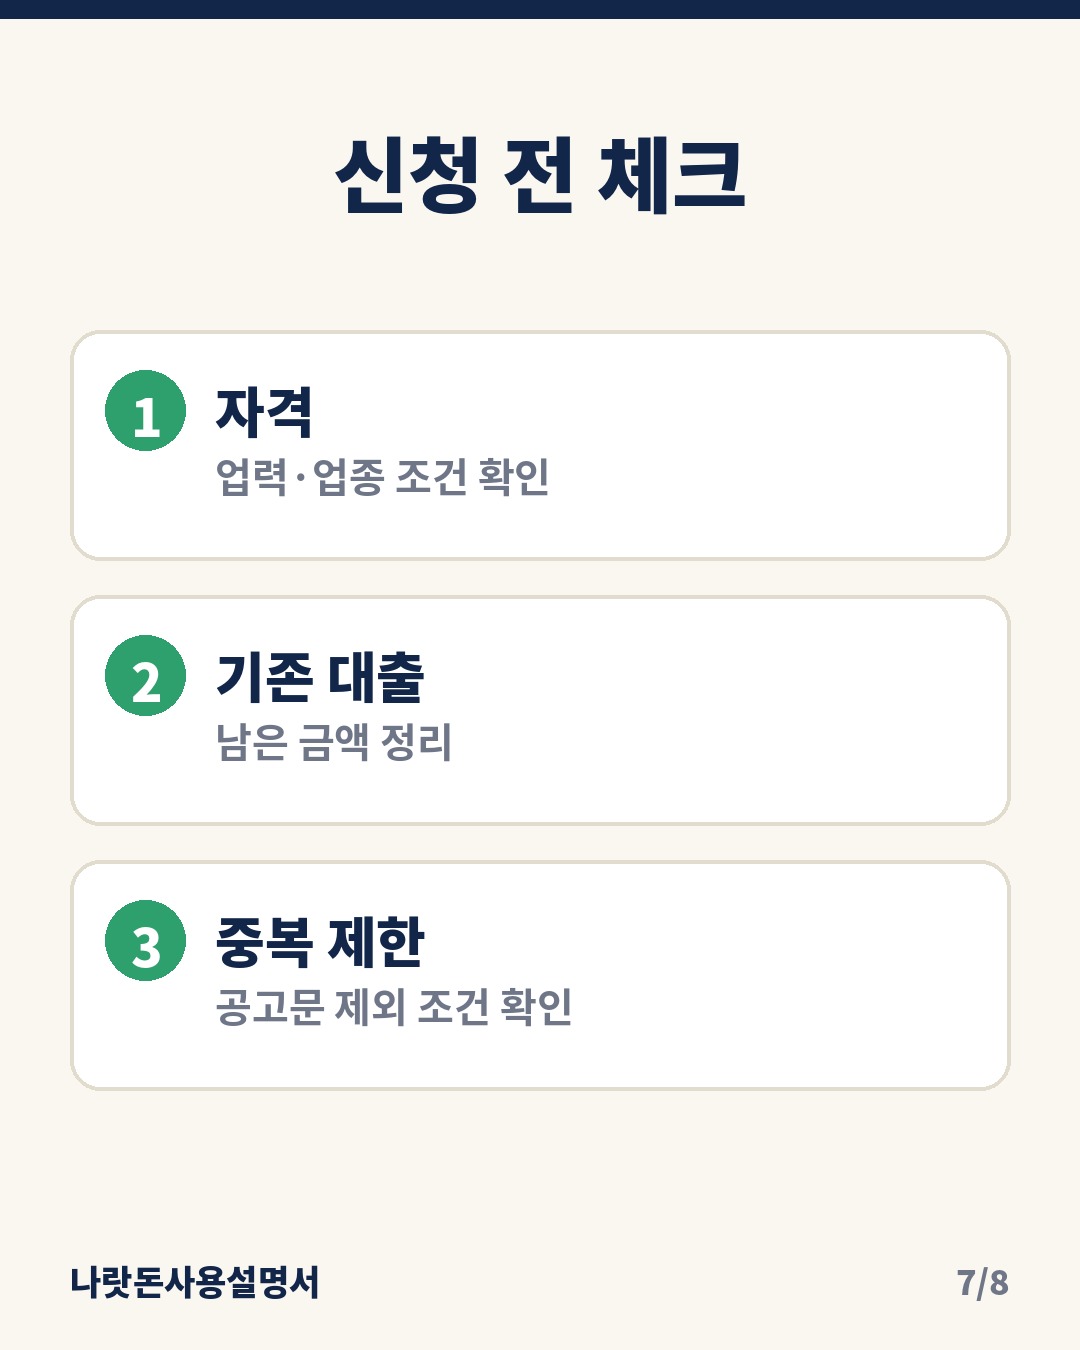 신청 전 체크
1 자격
업력·업종 조건 확인
2 기존 대출
남은 금액 정리
3 중복 제한
공고문 제외 조건 확인
나랏돈사용설명서 7/8